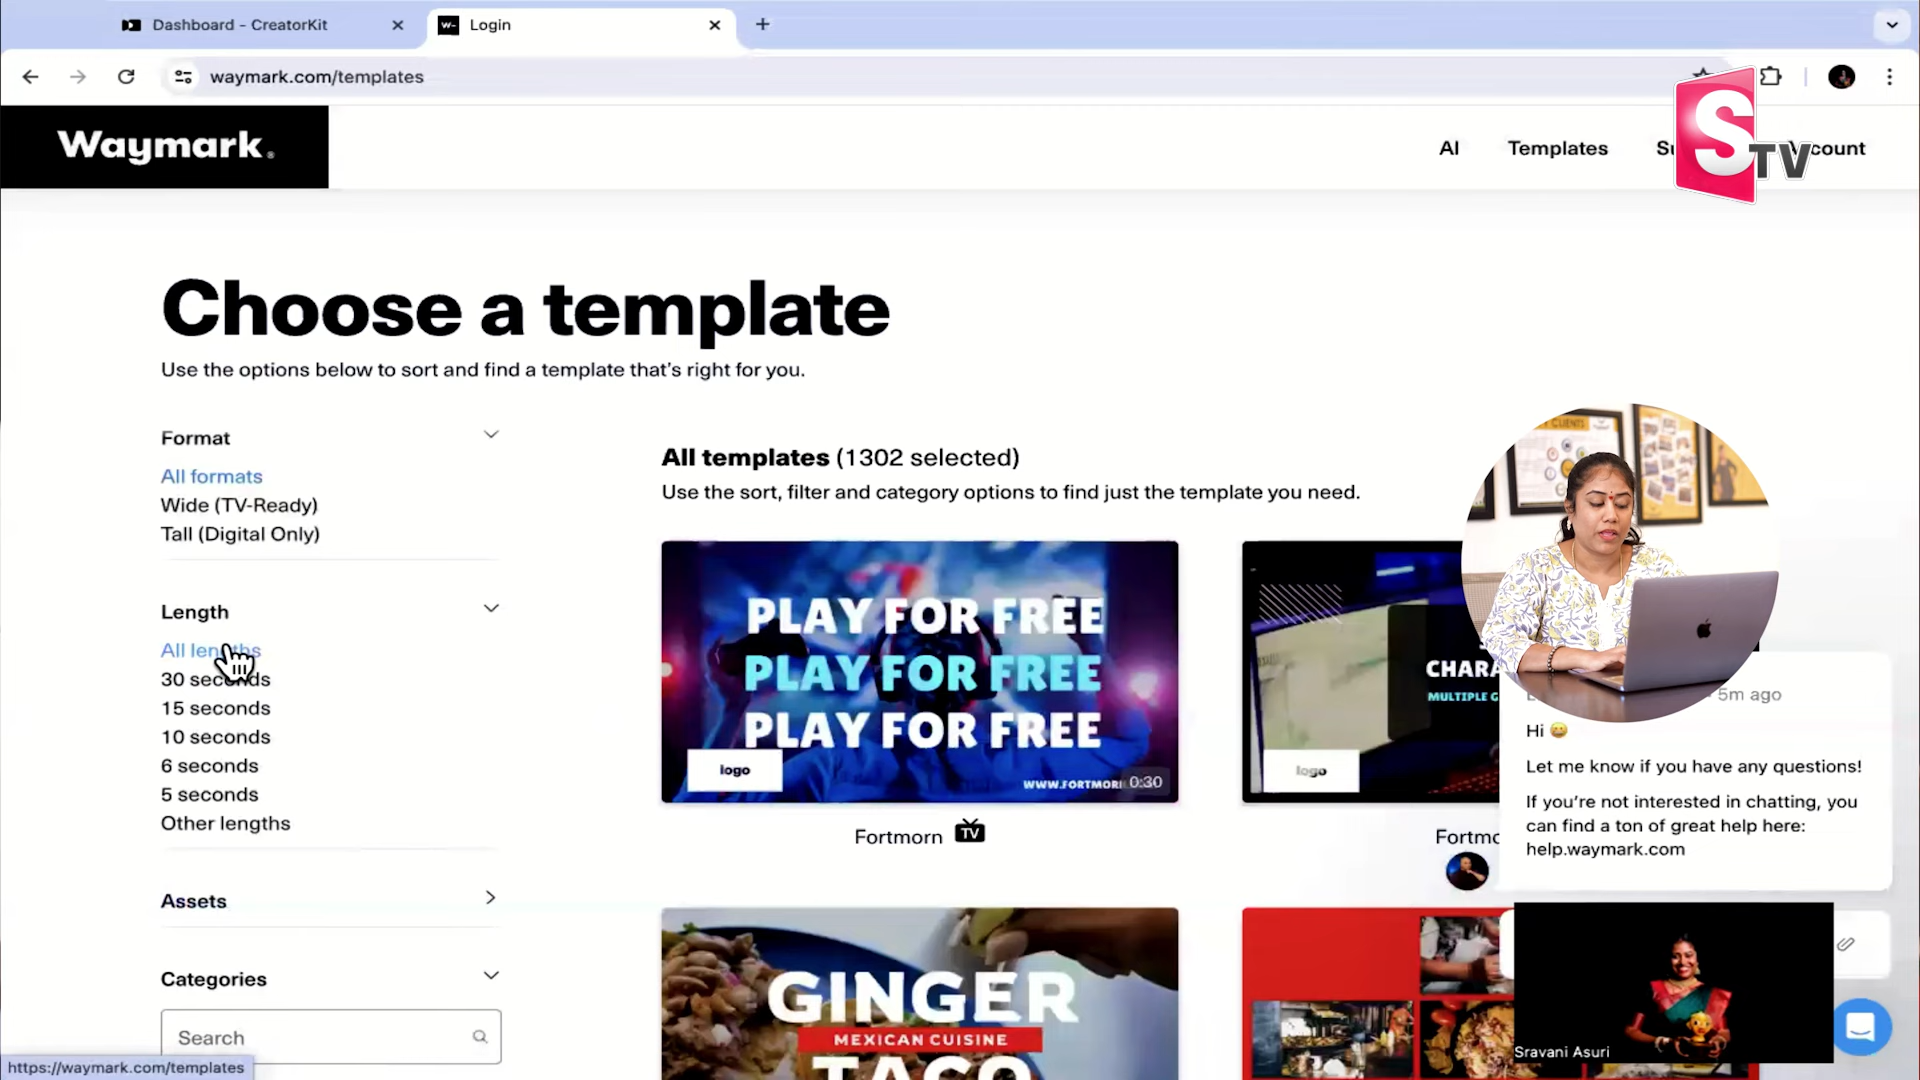 Dashboard - CreatorKit
w- Login
waymark.com/templates
Waymark
AI Templates
S TV
Choose a template
Use the options below to sort and find a template that's right for you.
Format
All formats
Wide (TV-Ready)
Tall (Digital Only)
Length
All lengths
30 seconds
15 seconds
10 seconds
6 seconds
5 seconds
Other lengths
Assets
Categories
Search
https://waymark.com/templates
All templates (1302 selected)
Use the sort, filter and category options to find just the template you need.
PLAY FOR FREE
PLAY FOR FREE
PLAY FOR FREE
logo
0:30
Fortmorn TV
logo
GINGER
MEXICAN CUISINE
TACO
5m ago
Hi
Let me know if you have any questions!
If you're not interested in chatting, you
can find a ton of great help here:
help.waymark.com
Sravani Asuri